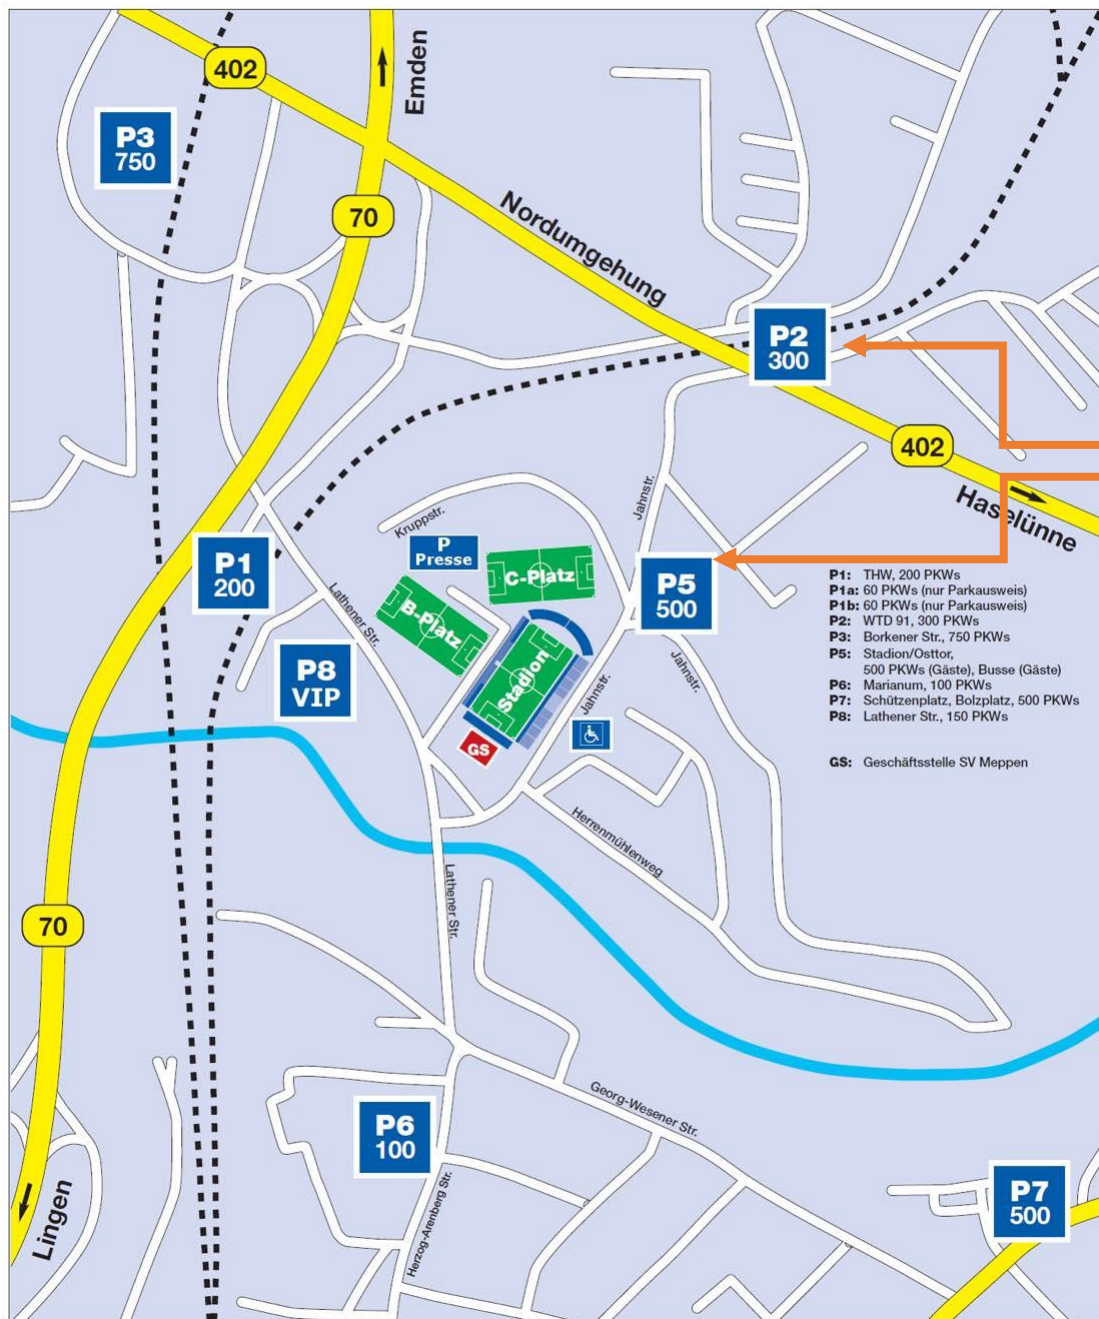 402
Emden
P3
750
70
Nordumgehung
P2
300
402
Haselünne
Jahnstr.
Kruppstr.
P
Presse
C-Platz
P1
200
B-Platz
P5
500
Lathener Str.
P8
VIP
Stadion
Jahnstr.
Jahnstr.
GS
P1: THW, 200 PKWs
P1a: 60 PKWs (nur Parkausweis)
P1b: 60 PKWs (nur Parkausweis)
P2: WTD 91, 300 PKWs
P3: Borkener Str., 750 PKWs
P5: Stadion/Osttor,
500 PKWs (Gäste), Busse (Gäste)
P6: Marianum, 100 PKWs
P7: Schützenplatz, Bolzplatz, 500 PKWs
P8: Lathener Str., 150 PKWs
GS: Geschäftsstelle SV Meppen
Herrenmühlenweg
Lathener Str.
70
Georg-Wesener Str.
P6
100
Herzog-Arenberg Str.
P7
500
Lingen